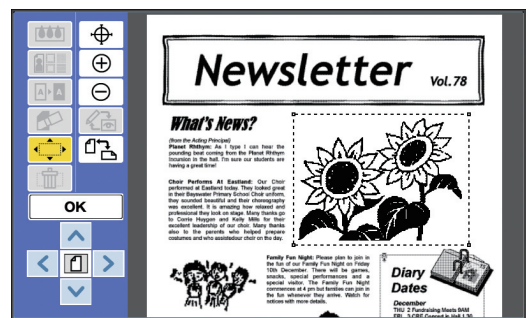 Newsletter Vol. 78
What's News?
(from the Acting Principal)
Planet Rhthym: As I type I can hear the
pounding beat coming from the Planet Rhthym
incursion in the hall. I'm sure our students are
having a great time!
Choir Performs At Eastland: Our Choir
performed at Eastland today. They looked great
in their Bayswater Primary School Choir uniform,
they sounded beautiful and their choreography
was excellent. It is amazing how relaxed and
professional they look on stage. Many thanks go
to Corrie Huygen and Kelly Mills for their
excellent leadership of our choir. Many thanks
also to the parents who helped prepare
costumes and who assisted our choir on the day.
OK
Family Fun Night: Please plan to join in
the fun of our Family Fun Night on Friday
10th December. There will be games,
snacks, special performances and a
special visitor. The Family Fun Night
commences at 4 pm but families can join in
the fun whenever they arrive. Watch for
notices with more details.
Diary
Dates
December
THU 2 Fundraising Meets 9AM